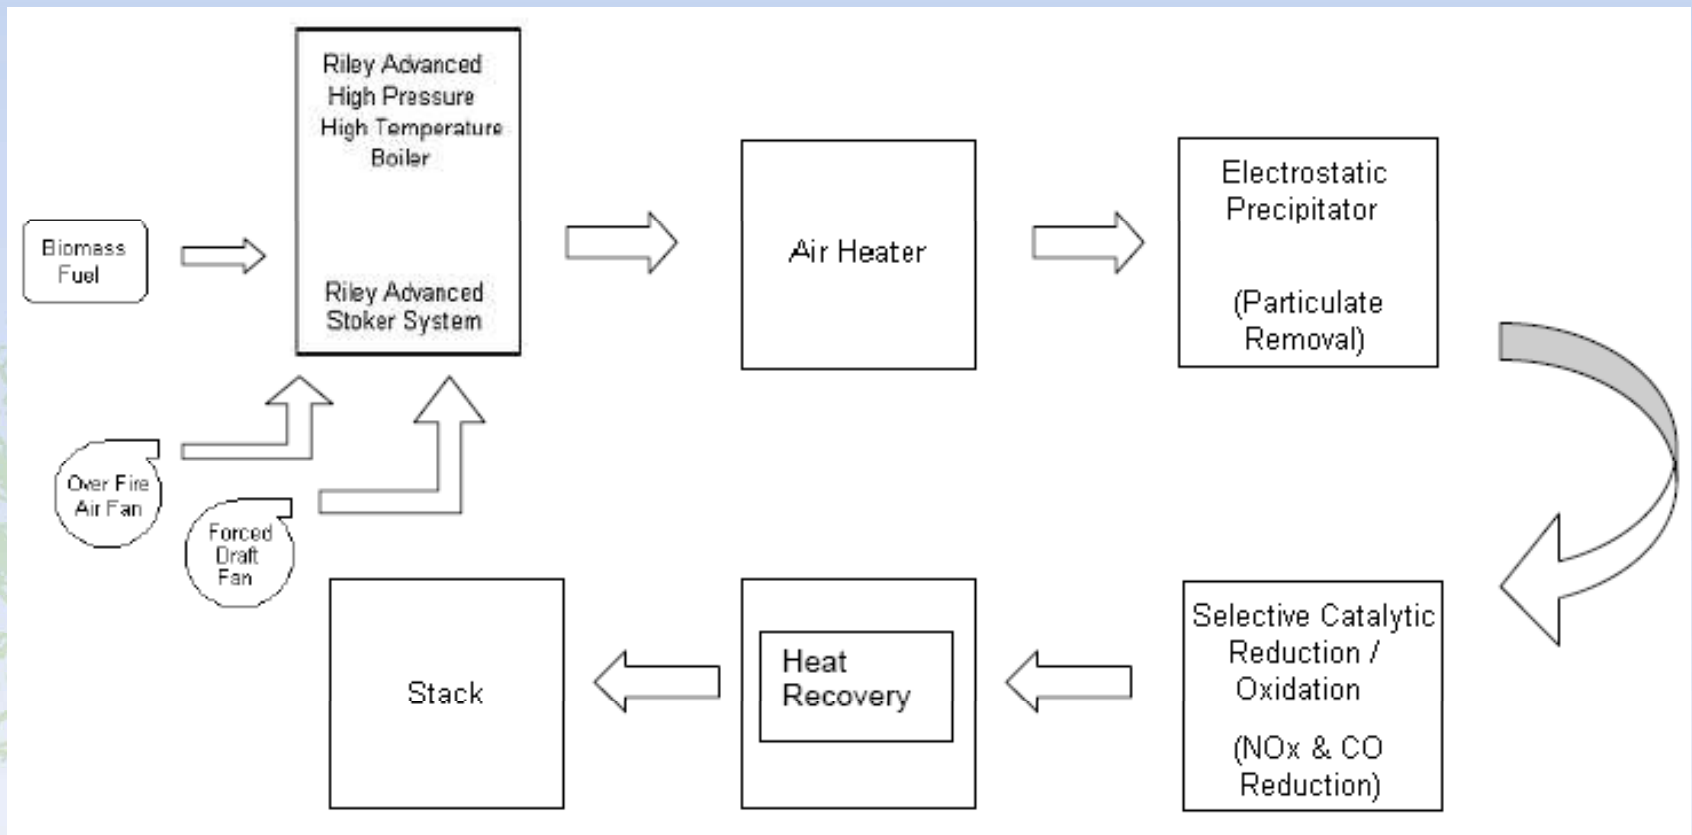 Riley Advanced
High Pressure
High Temperature
Boiler
Riley Advanced
Stoker System
Biomass
Fuel
Over Fire
Air Fan
Forced
Draft
Fan
Air Heater
Electrostatic
Precipitator
(Particulate
Removal)
Selective Catalytic
Reduction /
Oxidation
(NOx & CO
Reduction)
Heat
Recovery
Stack